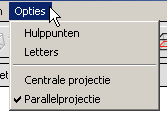 Opties
Hulppunten
Letters
Centrale projectie
Parallelprojectie